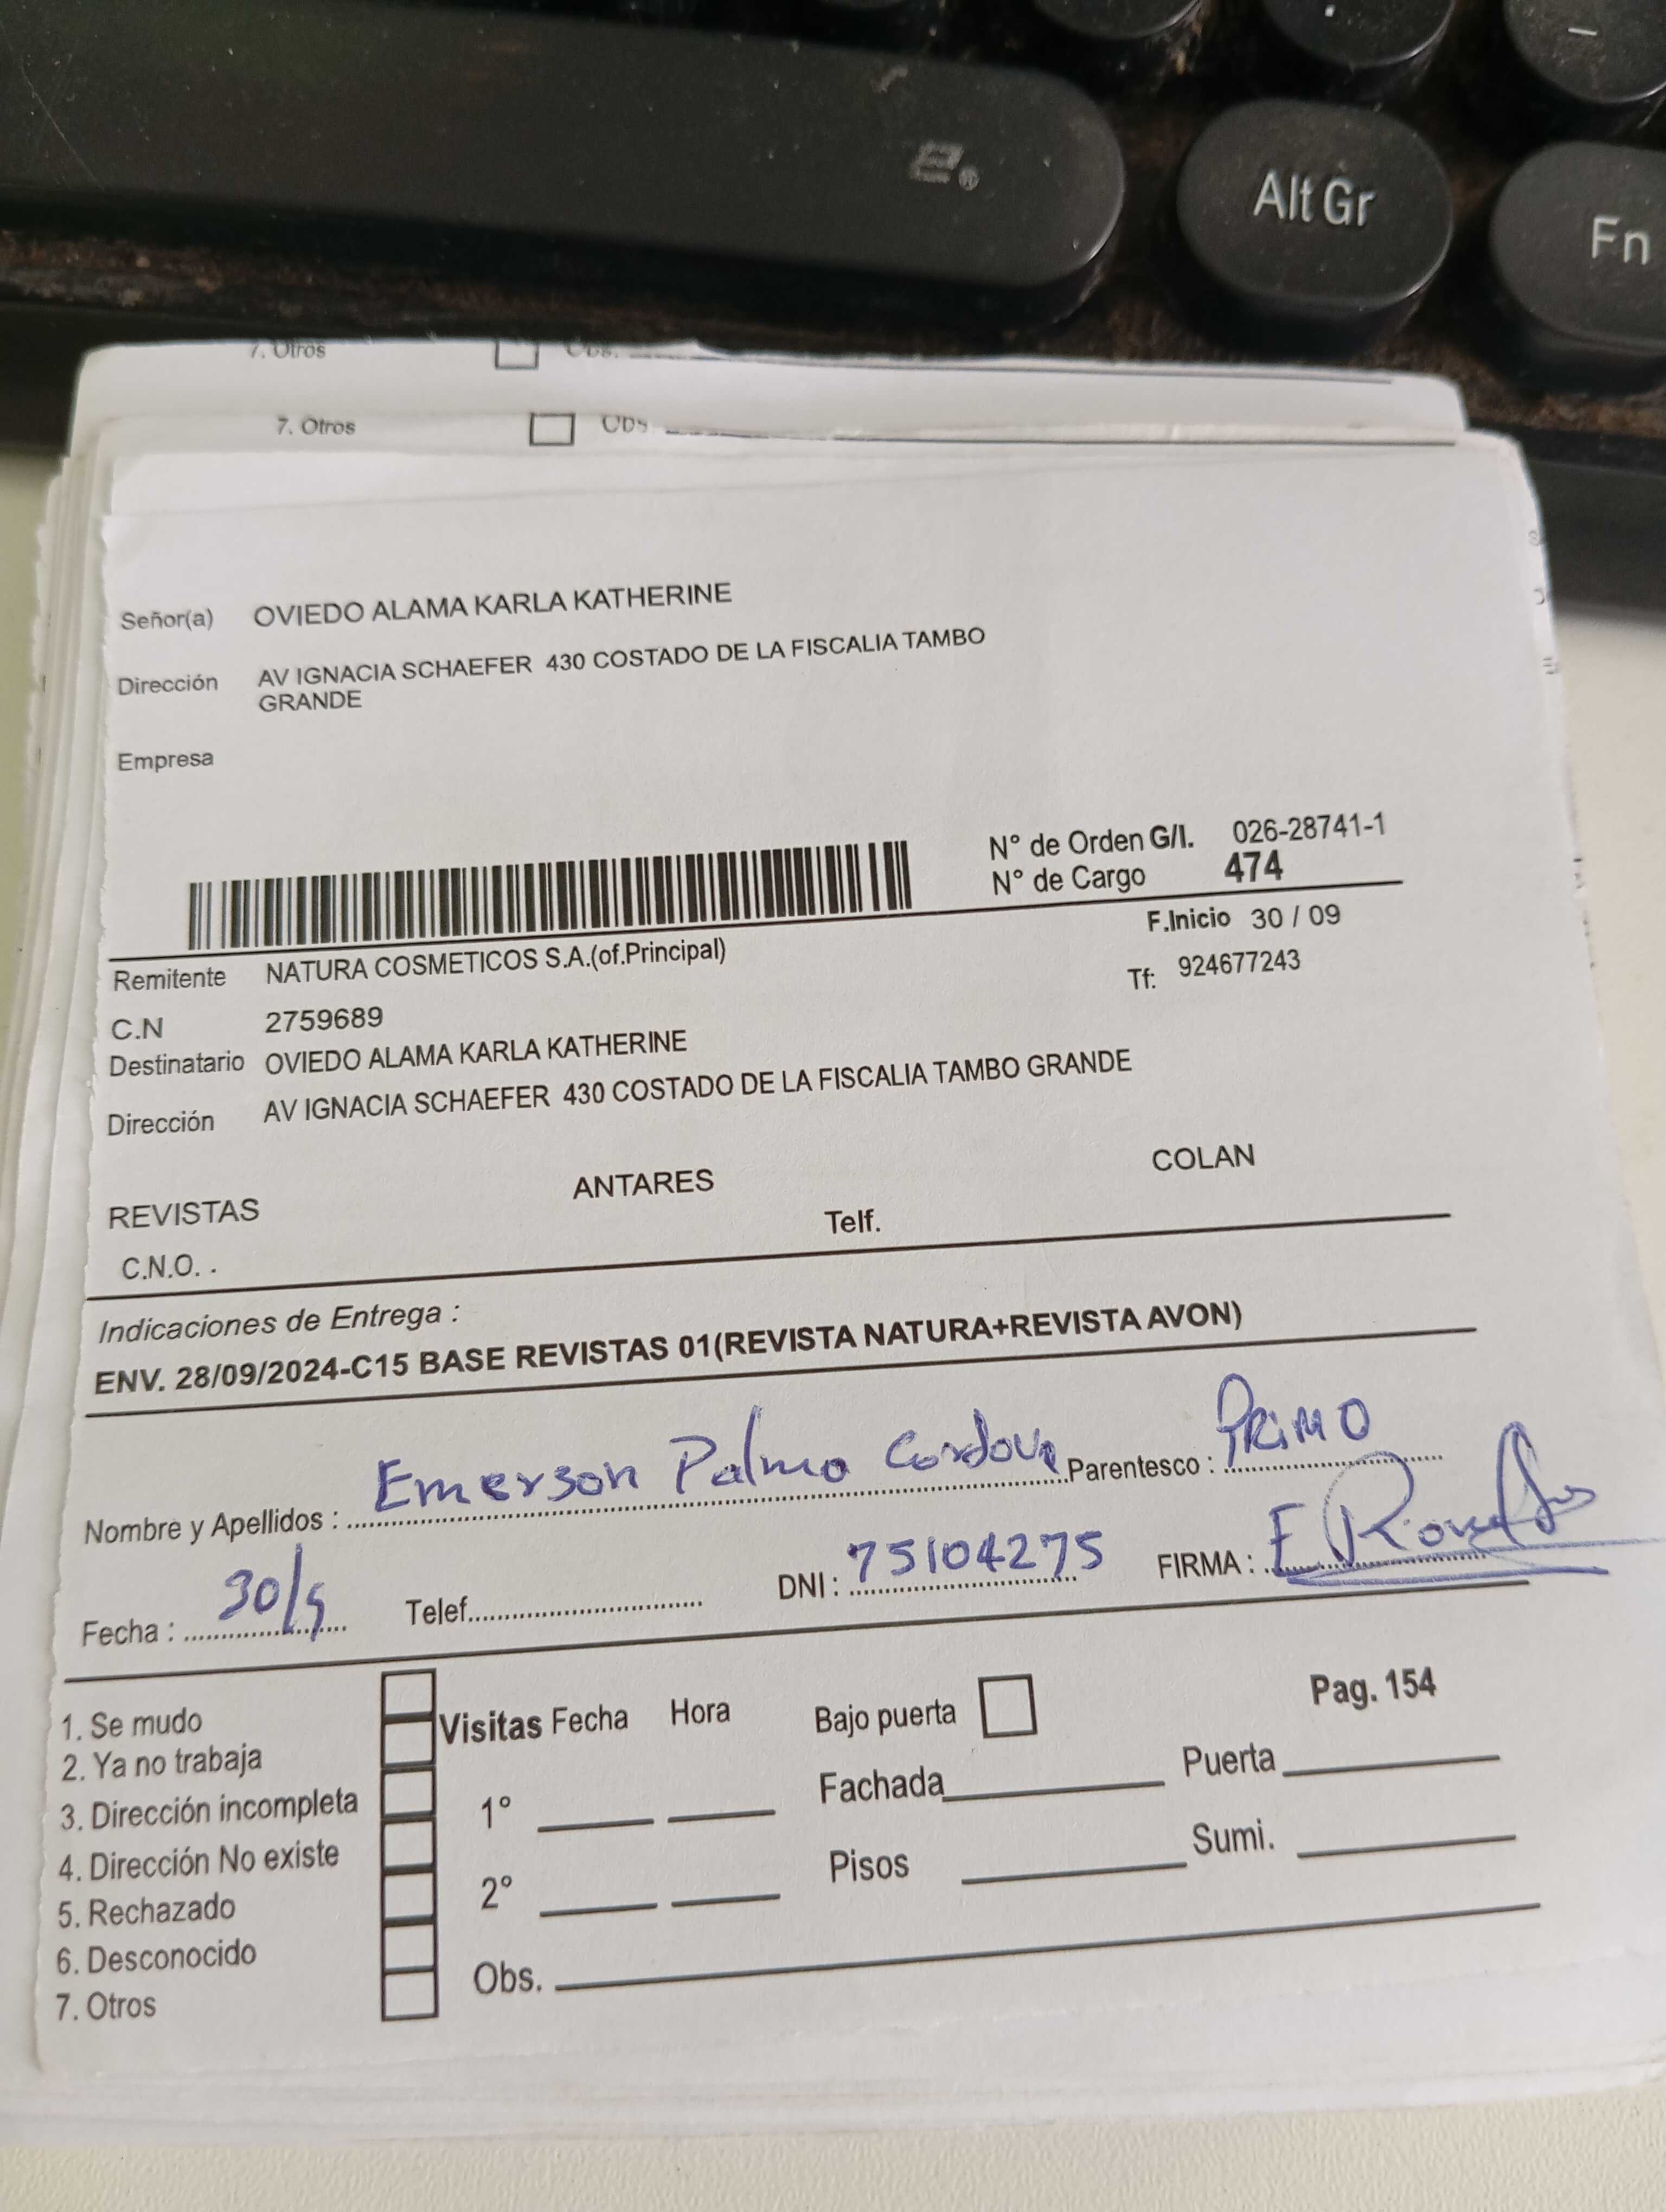 Alt Gr
Fn
7. Otros
7. Otros Obs.
Señor(a) OVIEDO ALAMA KARLA KATHERINE
Dirección AV IGNACIA SCHAEFER 430 COSTADO DE LA FISCALIA TAMBO
GRANDE
Empresa
N° de Orden G/I. 026-28741-1
N° de Cargo 474
F.Inicio 30 / 09
Remitente NATURA COSMETICOS S.A.(of.Principal)
Tf: 924677243
C.N 2759689
Destinatario OVIEDO ALAMA KARLA KATHERINE
Dirección AV IGNACIA SCHAEFER 430 COSTADO DE LA FISCALIA TAMBO GRANDE
REVISTAS ANTARES COLAN
C.N.O. . Telf.
Indicaciones de Entrega :
ENV. 28/09/2024-C15 BASE REVISTAS 01(REVISTA NATURA+REVISTA AVON)
Nombre y Apellidos : Emerson Palmo Cordova Parentesco : PRIMO
Fecha : 30/9 Telef. DNI : 75104275 FIRMA :
1. Se mudo
2. Ya no trabaja
3. Dirección incompleta
4. Dirección No existe
5. Rechazado
6. Desconocido
7. Otros
Visitas Fecha Hora Bajo puerta Pag. 154
1° Fachada Puerta
2° Pisos Sumi.
Obs.